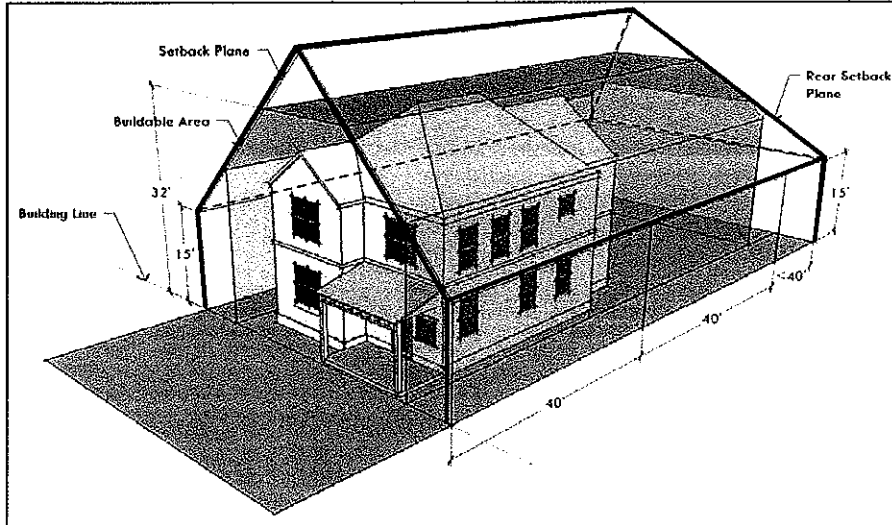 Setback Plane
Rear Setback
Plane
Buildable Area
32'
Building Line
15'
15'
<40'
40'
40'